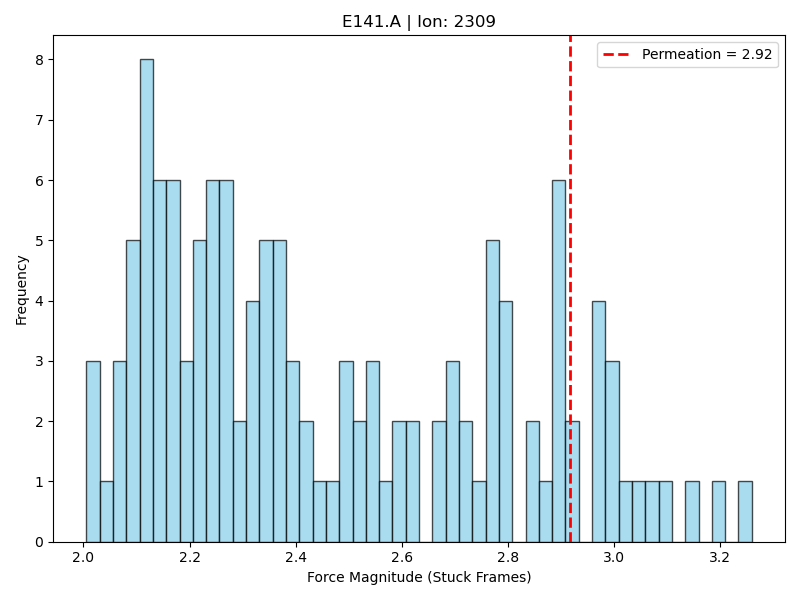 E141.A | Ion: 2309
Permeation = 2.92
8
7
6
5
4
3
2
1
0
Frequency
2.0 2.2 2.4 2.6 2.8 3.0 3.2
Force Magnitude (Stuck Frames)